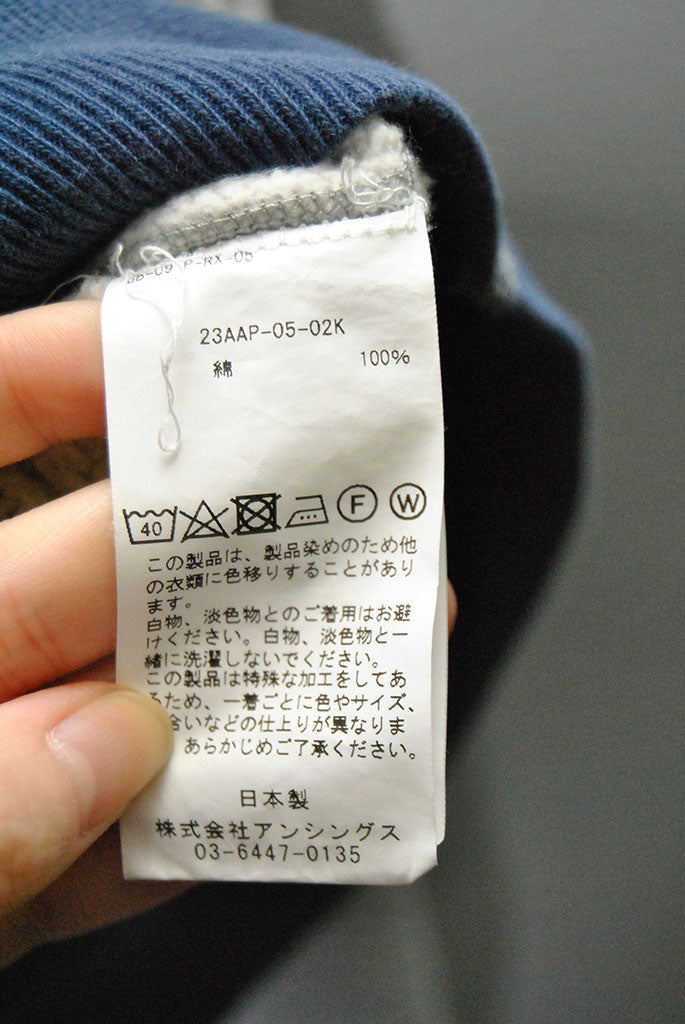 P-RX-05
23AAP-05-02K
綿 100%
40 F W
この製品は、製品染めのため他
の衣類に色移りすることがあり
ます。
白物、淡色物とのご着用はお避
けください。白物、淡色物と一
緒に洗濯しないでください。
この製品は特殊な加工をしてあ
るため、一着ごとに色やサイズ、
合いなどの仕上りが異なりま
あらかじめご了承ください。
日本製
株式会社アンシングス
03-6447-0135